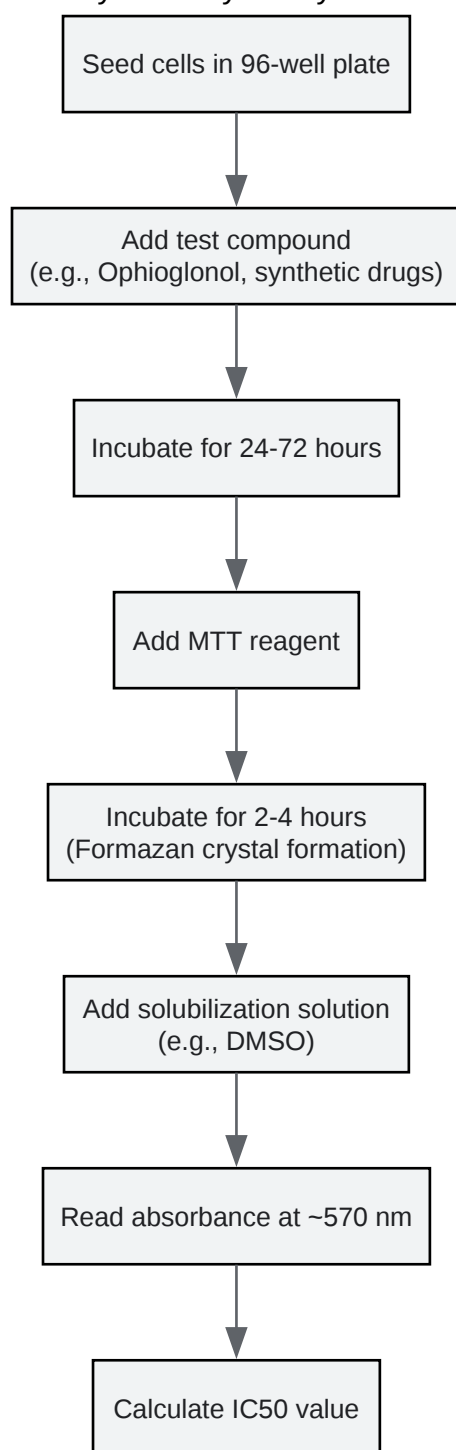 Seed cells in 96-well plate
Add test compound
(e.g., Ophioglonol, synthetic drugs)
Incubate for 24-72 hours
Add MTT reagent
Incubate for 2-4 hours
(Formazan crystal formation)
Add solubilization solution
(e.g., DMSO)
Read absorbance at ~570 nm
Calculate IC50 value